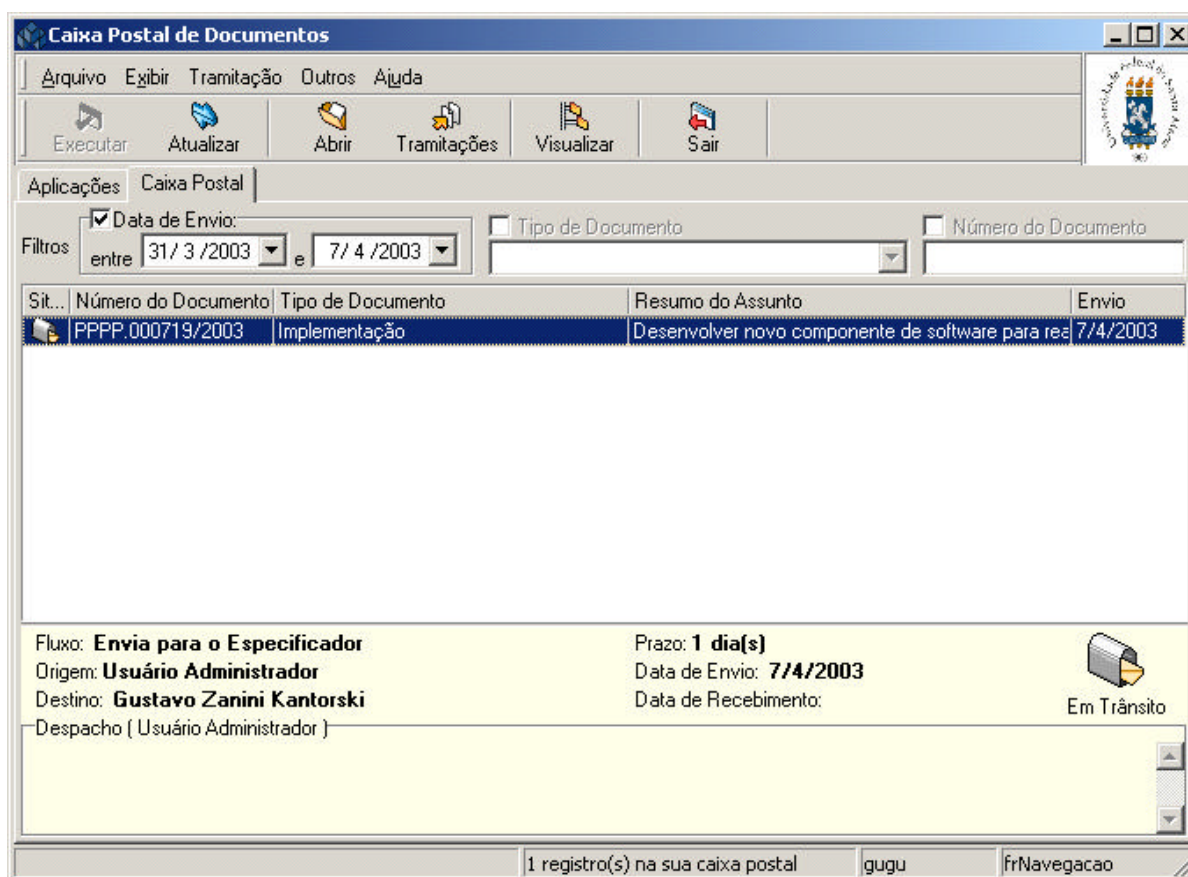 Caixa Postal de Documentos
Arquivo Exibir Tramitação Outros Ajuda
Executar Atualizar Abrir Tramitações Visualizar Sair
Universidade Federal de Santa Maria
Aplicações Caixa Postal
Filtros
Data de Envio:
entre 31/ 3 /2003 e 7/ 4 /2003
Tipo de Documento
Número do Documento
Sit... Número do Documento Tipo de Documento Resumo do Assunto Envio
PPPP.000719/2003 Implementação Desenvolver novo componente de software para rea 7/4/2003
Fluxo: Envia para o Especificador Prazo: 1 dia(s)
Origem: Usuário Administrador Data de Envio: 7/4/2003
Destino: Gustavo Zanini Kantorski Data de Recebimento:
Em Trânsito
Despacho ( Usuário Administrador )
1 registro(s) na sua caixa postal gugu frNavegacao